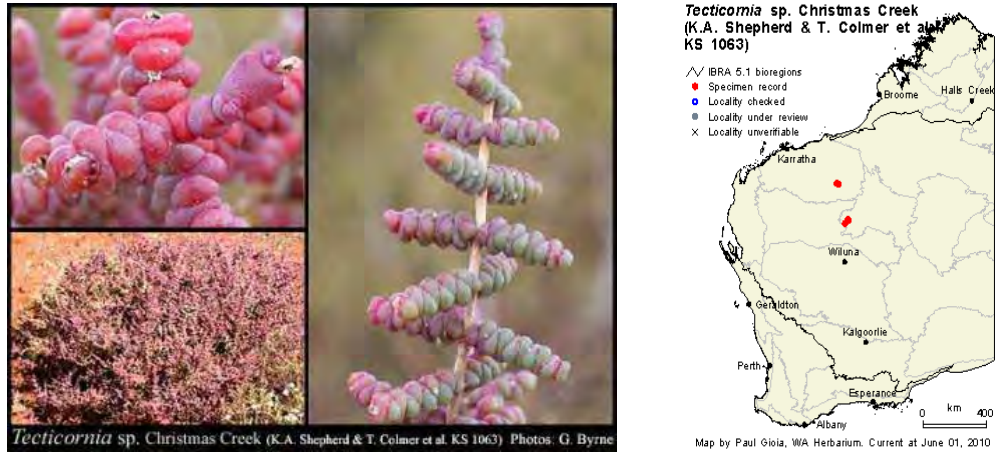 Tecticornia sp. Christmas Creek (K.A. Shepherd & T. Colmer et al. KS 1063) Photos: G. Byrne
Tecticornia sp. Christmas Creek
(K.A. Shepherd & T. Colmer et al
KS 1063)
IBRA 5.1 bioregions
Specimen record
Locality checked
Locality under review
Locality unverifiable
Broome
Halls Creek
Karratha
Wiluna
Geraldton
Kalgoorlie
Perth
Esperance
Albany
km
0 400
Map by Paul Gioia, WA Herbarium. Current at June 01, 2010